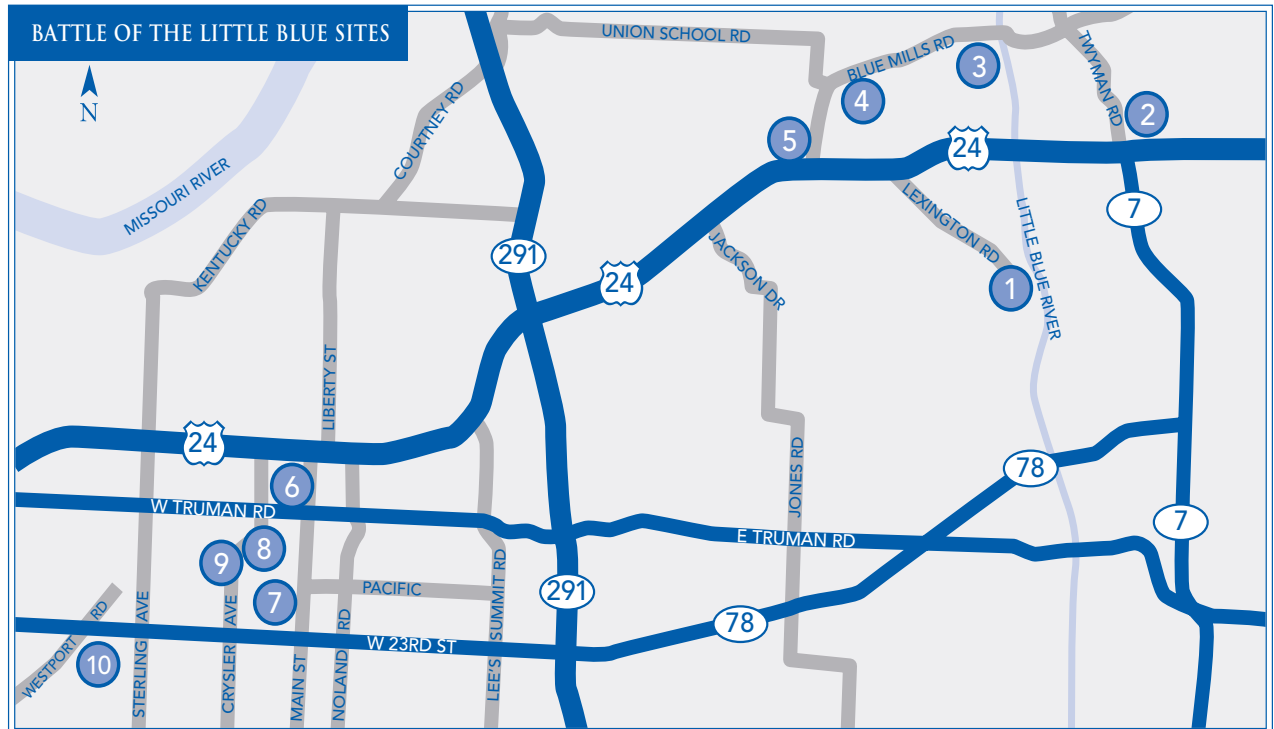 BATTLE OF THE LITTLE BLUE SITES
N
UNION SCHOOL RD
BLUE MILLS RD
3
TWYMAN RD
4
2
COURTNEY RD
5
24
MISSOURI RIVER
KENTUCKY RD
LEXINGTON RD
LITTLE BLUE RIVER
7
291
JACKSON DR
24
1
LIBERTY ST
24
6
78
JONES RD
W TRUMAN RD
E TRUMAN RD
7
8
9
7
PACIFIC
291
78
W 23RD ST
WESTPORT RD
10
STERLING AVE
CRYSLER AVE
MAIN ST
NOLAND RD
LEE'S SUMMIT RD